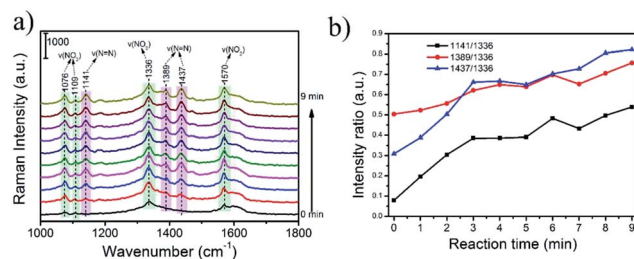 a)
1000
ν(NO2)
ν(N=N)
ν(NO2)
ν(N=N)
ν(NO2)
1076
1109
1141
1336
1389
1437
1570
9 min
0 min
Raman Intensity (a.u.)
1000 1200 1400 1600 1800
Wavenumber (cm-1)
b)
1141/1336
1389/1336
1437/1336
Intensity ratio (a.u.)
0.9
0.8
0.7
0.6
0.5
0.4
0.3
0.2
0.1
0.0
0 1 2 3 4 5 6 7 8 9
Reaction time (min)